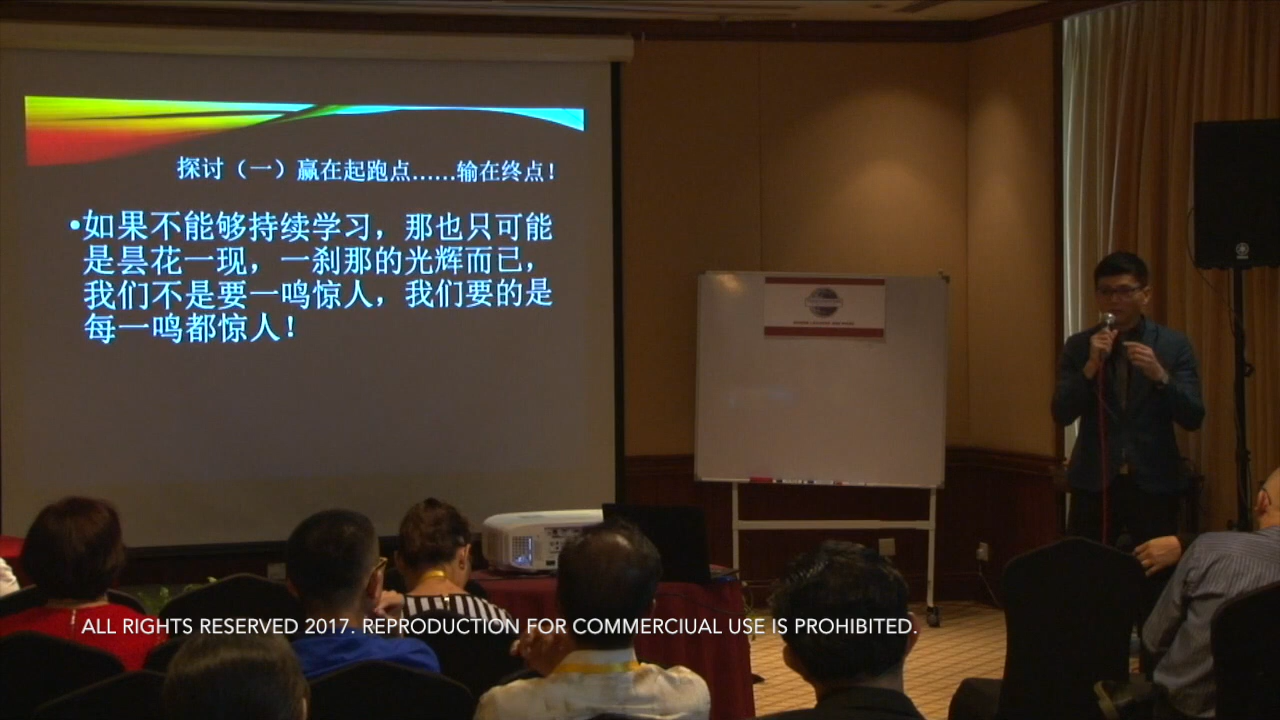 探讨（一）赢在起跑点......输在终点！
•如果不能够持续学习，那也只可能
是昙花一现，一刹那的光辉而已，
我们不是要一鸣惊人，我们要的是
每一鸣都惊人！
ALL RIGHTS RESERVED 2017. REPRODUCTION FOR COMMERCIUAL USE IS PROHIBITED.